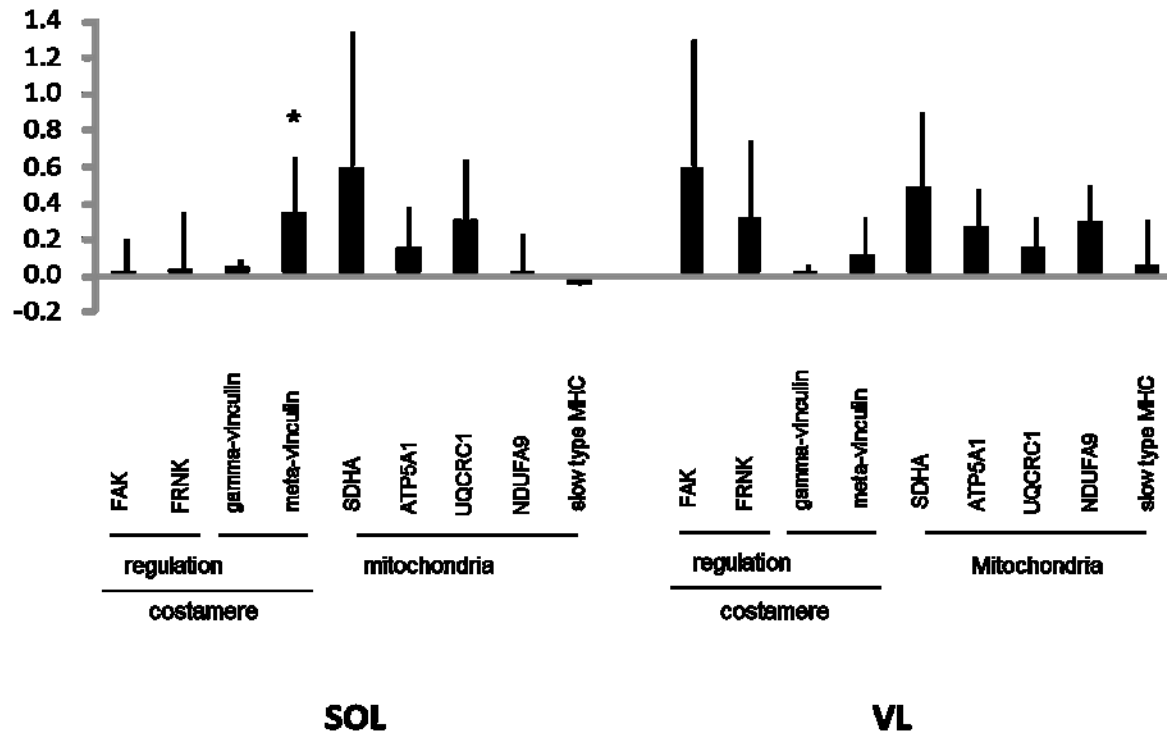 1.4
1.2
1.0
0.8
0.6
0.4
0.2
0.0
-0.2
*
FAK
FRNK
gamma-vinculin
meta-vinculin
SDHA
ATP5A1
UQCRC1
NDUFA9
slow type MHC
FAK
FRNK
gamma-vinculin
meta-vinculin
SDHA
ATP5A1
UQCRC1
NDUFA9
slow type MHC
regulation
mitochondria
regulation
Mitochondria
costamere
costamere
SOL
VL